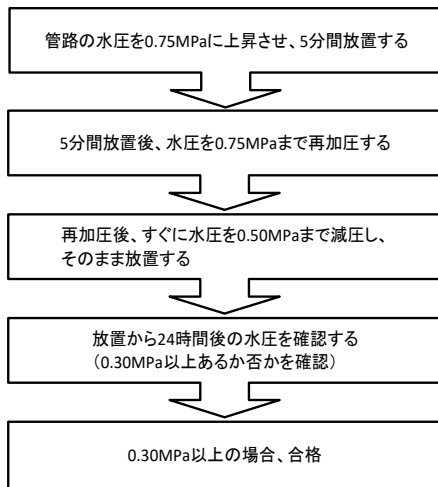 管路の水圧を0.75MPaに上昇させ、5分間放置する
5分間放置後、水圧を0.75MPaまで再加圧する
再加圧後、すぐに水圧を0.50MPaまで減圧し、
そのまま放置する
放置から24時間後の水圧を確認する
（0.30MPa以上あるか否かを確認）
0.30MPa以上の場合、合格